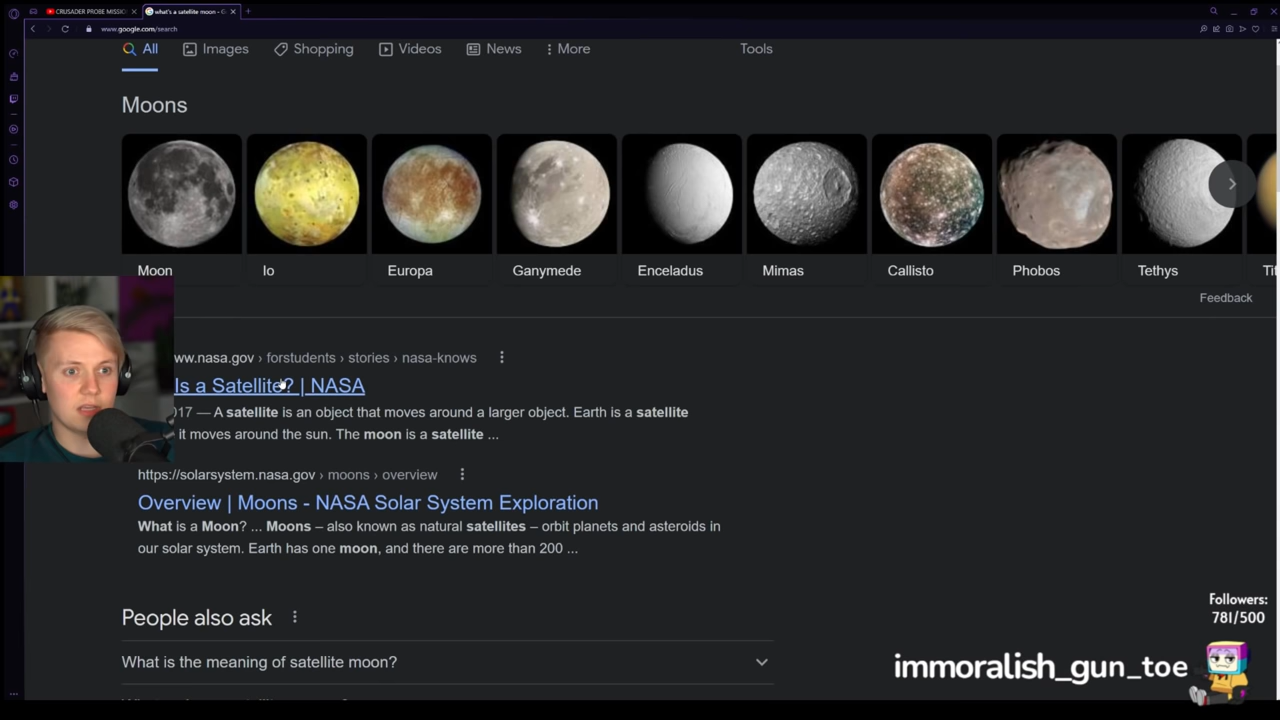 CRUSADER PROBE MISSIO
what's a satellite moon - G
www.google.com/search
All
Images
Shopping
Videos
News
More
Tools
Moons
Moon
Io
Europa
Ganymede
Enceladus
Mimas
Callisto
Phobos
Tethys
Feedback
ww.nasa.gov › forstudents › stories › nasa-knows
Is a Satellite? | NASA
017 — A satellite is an object that moves around a larger object. Earth is a satellite
it moves around the sun. The moon is a satellite ...
https://solarsystem.nasa.gov › moons › overview
Overview | Moons - NASA Solar System Exploration
What is a Moon? ... Moons – also known as natural satellites – orbit planets and asteroids in
our solar system. Earth has one moon, and there are more than 200 ...
People also ask
What is the meaning of satellite moon?
Followers:
781/500
immoralish_gun_toe